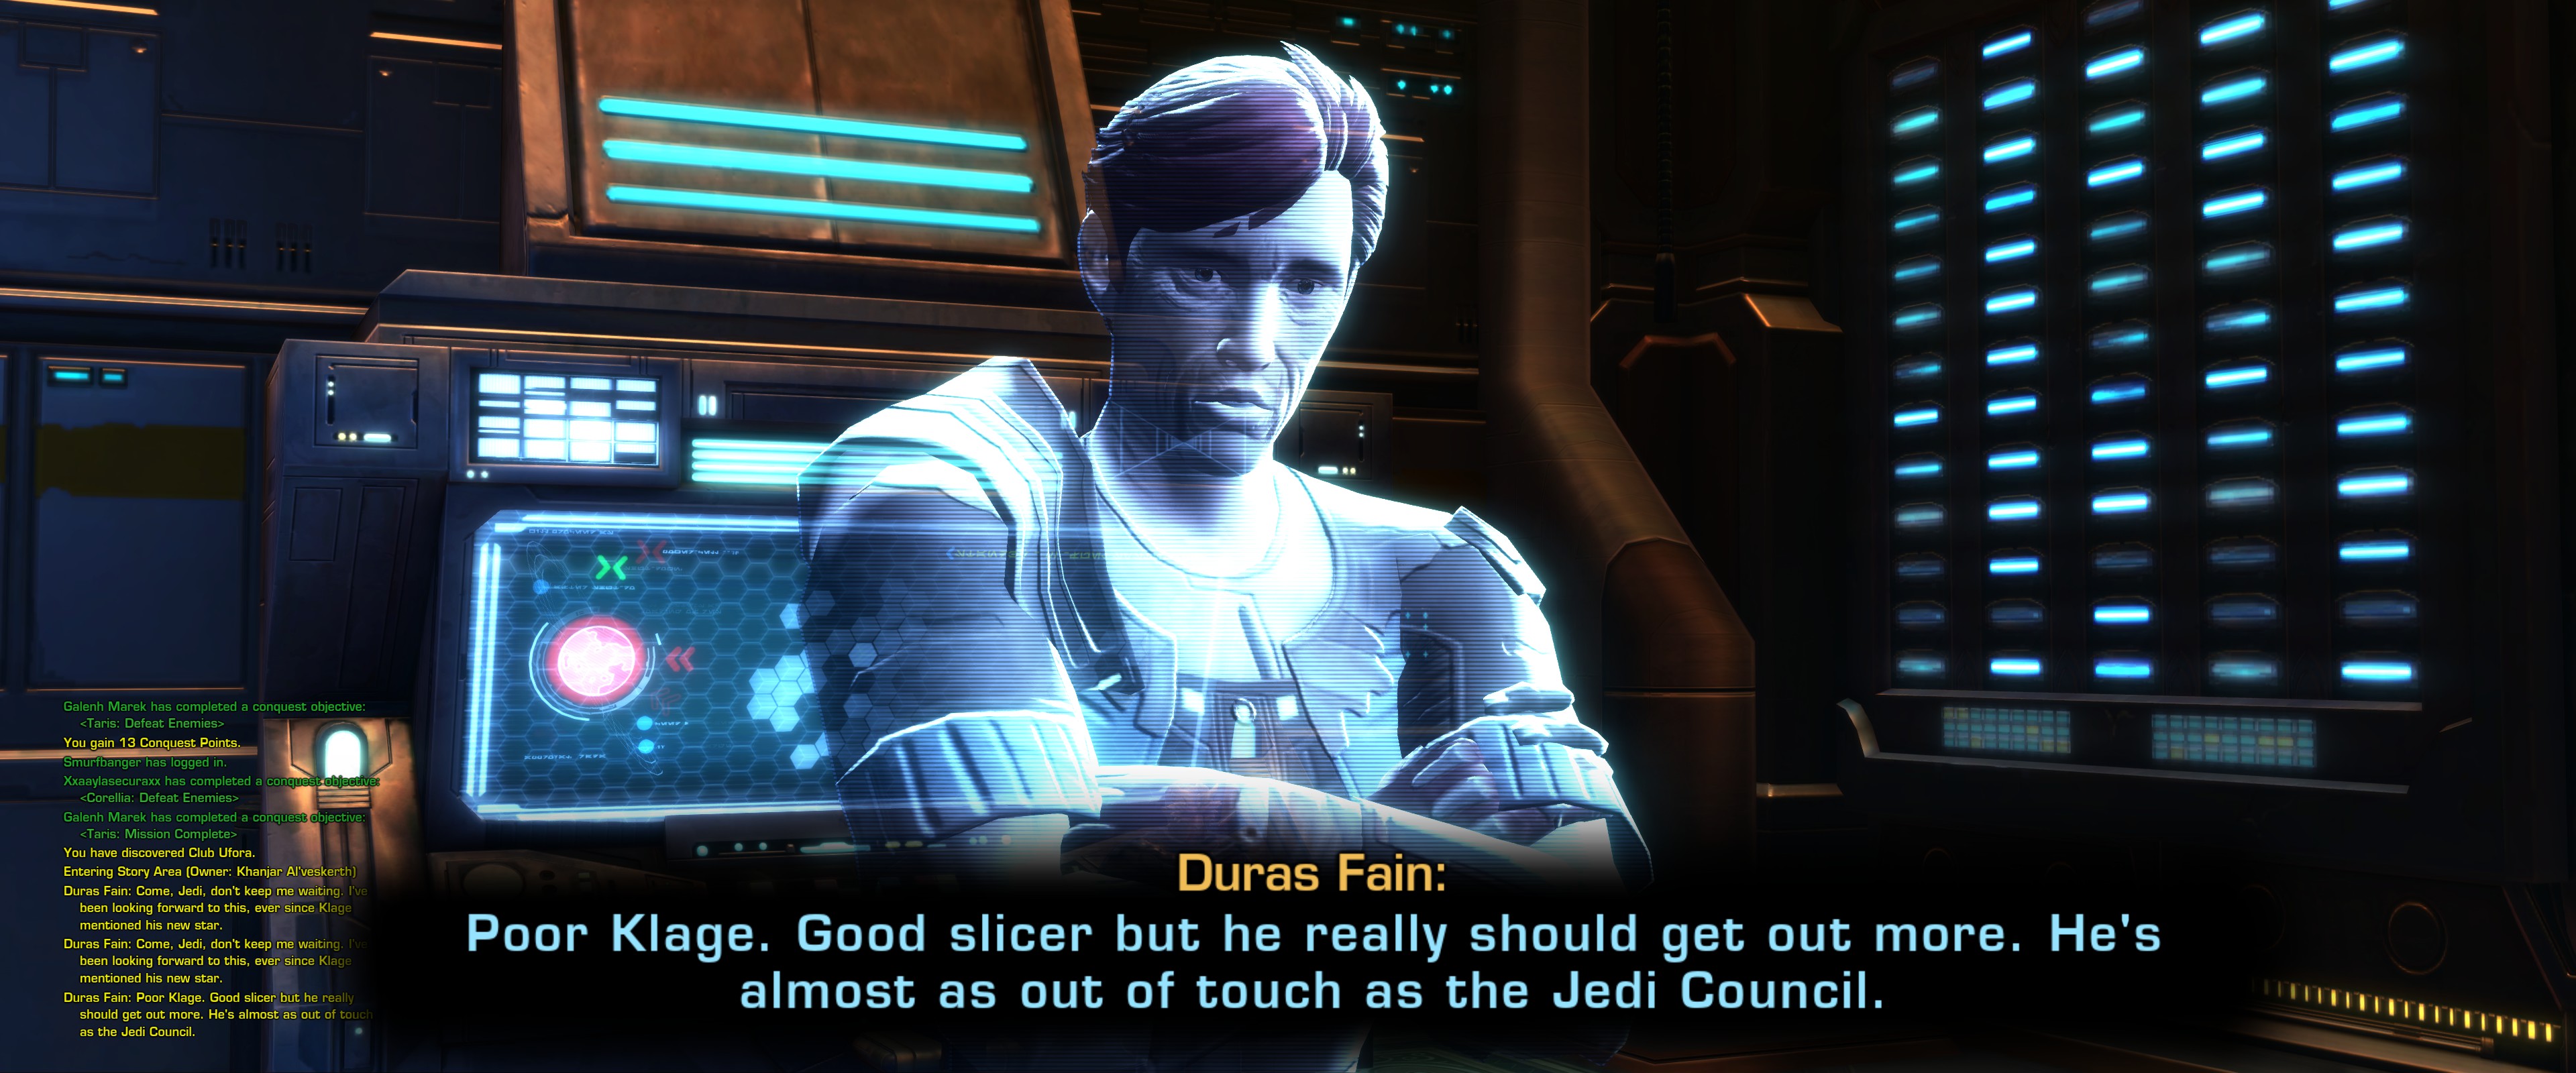 Galenh Marek has completed a conquest objective:
<Taris: Defeat Enemies>
You gain 13 Conquest Points.
Smurfbanger has logged in.
Xxaaylasecuraxx has completed a conquest objective:
<Corellia: Defeat Enemies>
Galenh Marek has completed a conquest objective:
<Taris: Mission Complete>
You have discovered Club Ufora.
Entering Story Area (Owner: Khanjar Al'veskerth)
Duras Fain: Come, Jedi, don't keep me waiting. I've
been looking forward to this, ever since Klage
mentioned his new star.
Duras Fain: Come, Jedi, don't keep me waiting. I've
been looking forward to this, ever since Klage
mentioned his new star.
Duras Fain: Poor Klage. Good slicer but he really
should get out more. He's almost as out of touch
as the Jedi Council.
Duras Fain:
Poor Klage. Good slicer but he really should get out more. He's
almost as out of touch as the Jedi Council.